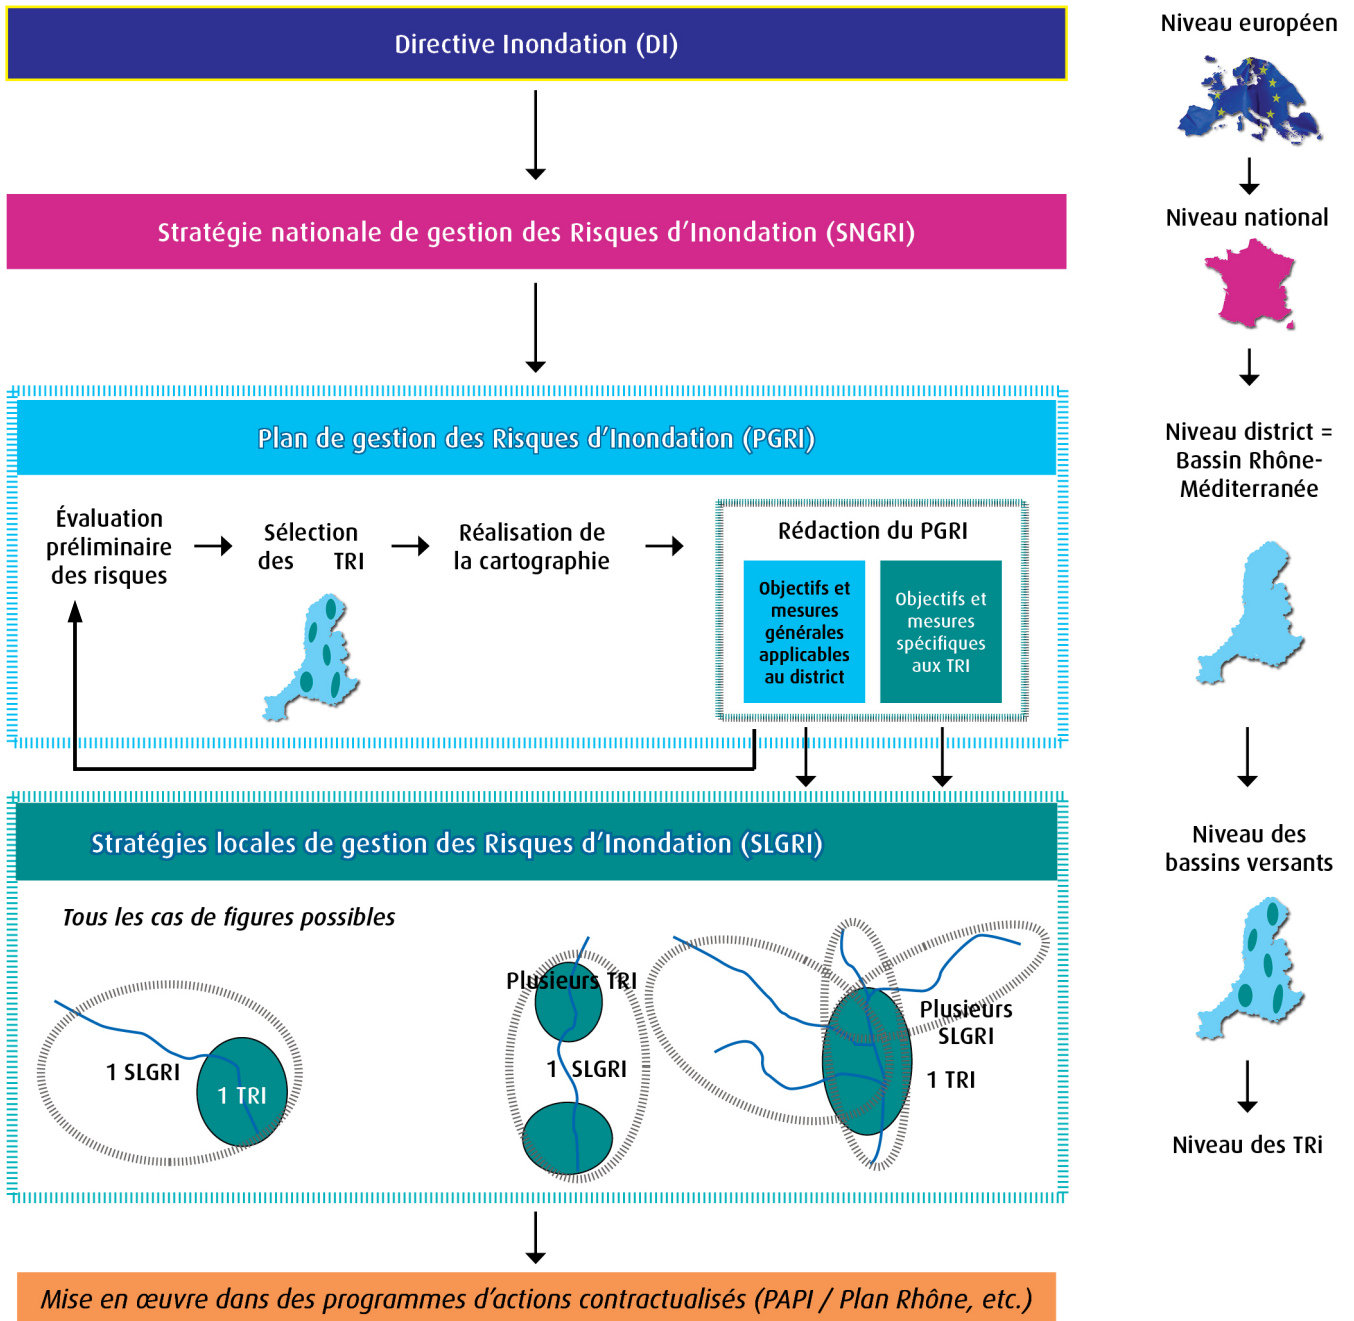 Directive Inondation (DI)
Niveau européen
Stratégie nationale de gestion des Risques d'Inondation (SNGRI)
Niveau national
Plan de gestion des Risques d'Inondation (PGRI)
Niveau district =
Bassin Rhône-
Méditerranée
Évaluation
préliminaire
des risques
Sélection
des TRI
Réalisation de
la cartographie
Rédaction du PGRI
Objectifs et
mesures
générales
applicables
au district
Objectifs et
mesures
spécifiques
aux TRI
Stratégies locales de gestion des Risques d'Inondation (SLGRI)
Niveau des
bassins versants
Tous les cas de figures possibles
1 SLGRI
1 TRI
Plusieurs TRI
1 SLGRI
Plusieurs
SLGRI
1 TRI
Niveau des TRi
Mise en œuvre dans des programmes d'actions contractualisés (PAPI / Plan Rhône, etc.)